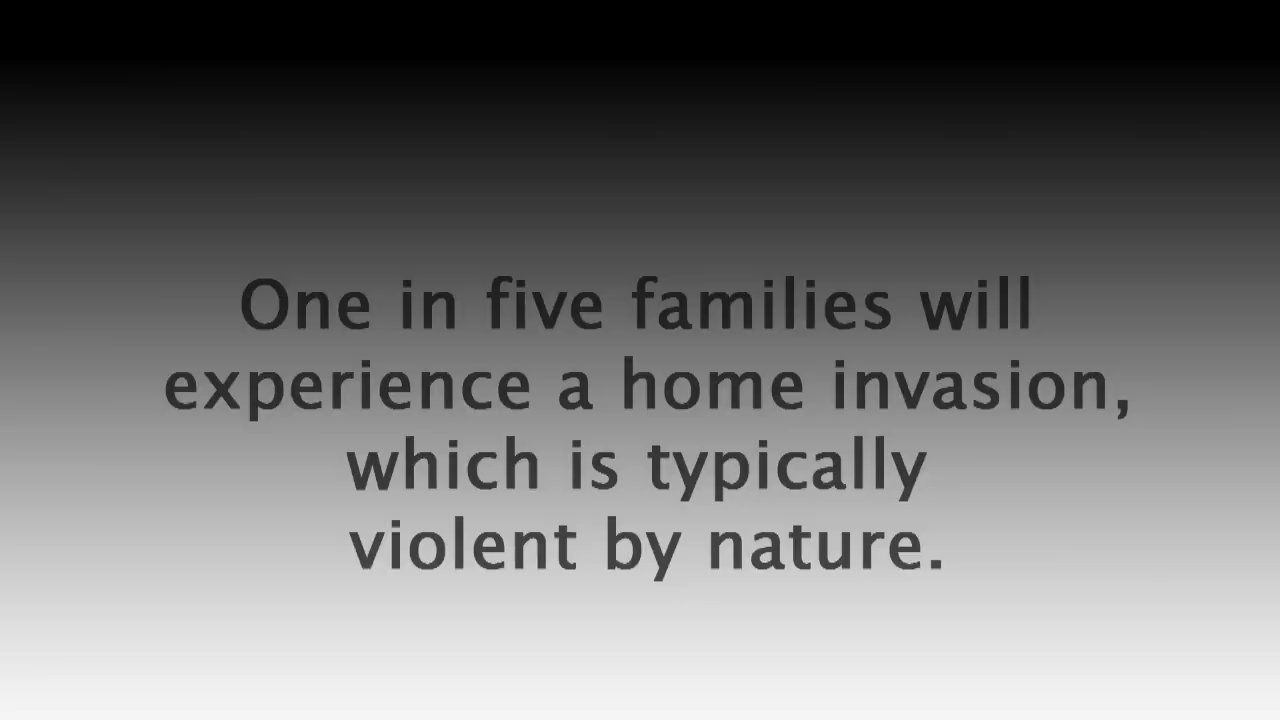 One in five families will
experience a home invasion,
which is typically
violent by nature.